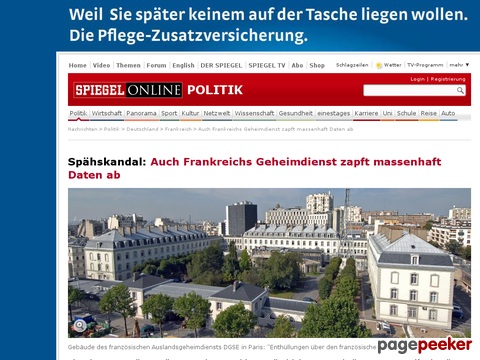 Weil Sie später keinem auf der Tasche liegen wollen.
Die Pflege-Zusatzversicherung.
Home Video Themen Forum English DER SPIEGEL SPIEGEL TV Abo Shop Schlagzeilen Wetter TV-Programm mehr
SPIEGEL ONLINE POLITIK
Login | Registrierung
Politik Wirtschaft Panorama Sport Kultur Netzwelt Wissenschaft Gesundheit einestages Karriere Uni Schule Reise Auto
Nachrichten > Politik > Deutschland > Frankreich > Auch Frankreichs Geheimdienst zapft massenhaft Daten ab
Spähskandal: Auch Frankreichs Geheimdienst zapft massenhaft
Daten ab
Gebäude des französischen Auslandsgeheimdienstes DGSE in Paris: "Enthüllungen über den französische
pagepeeker